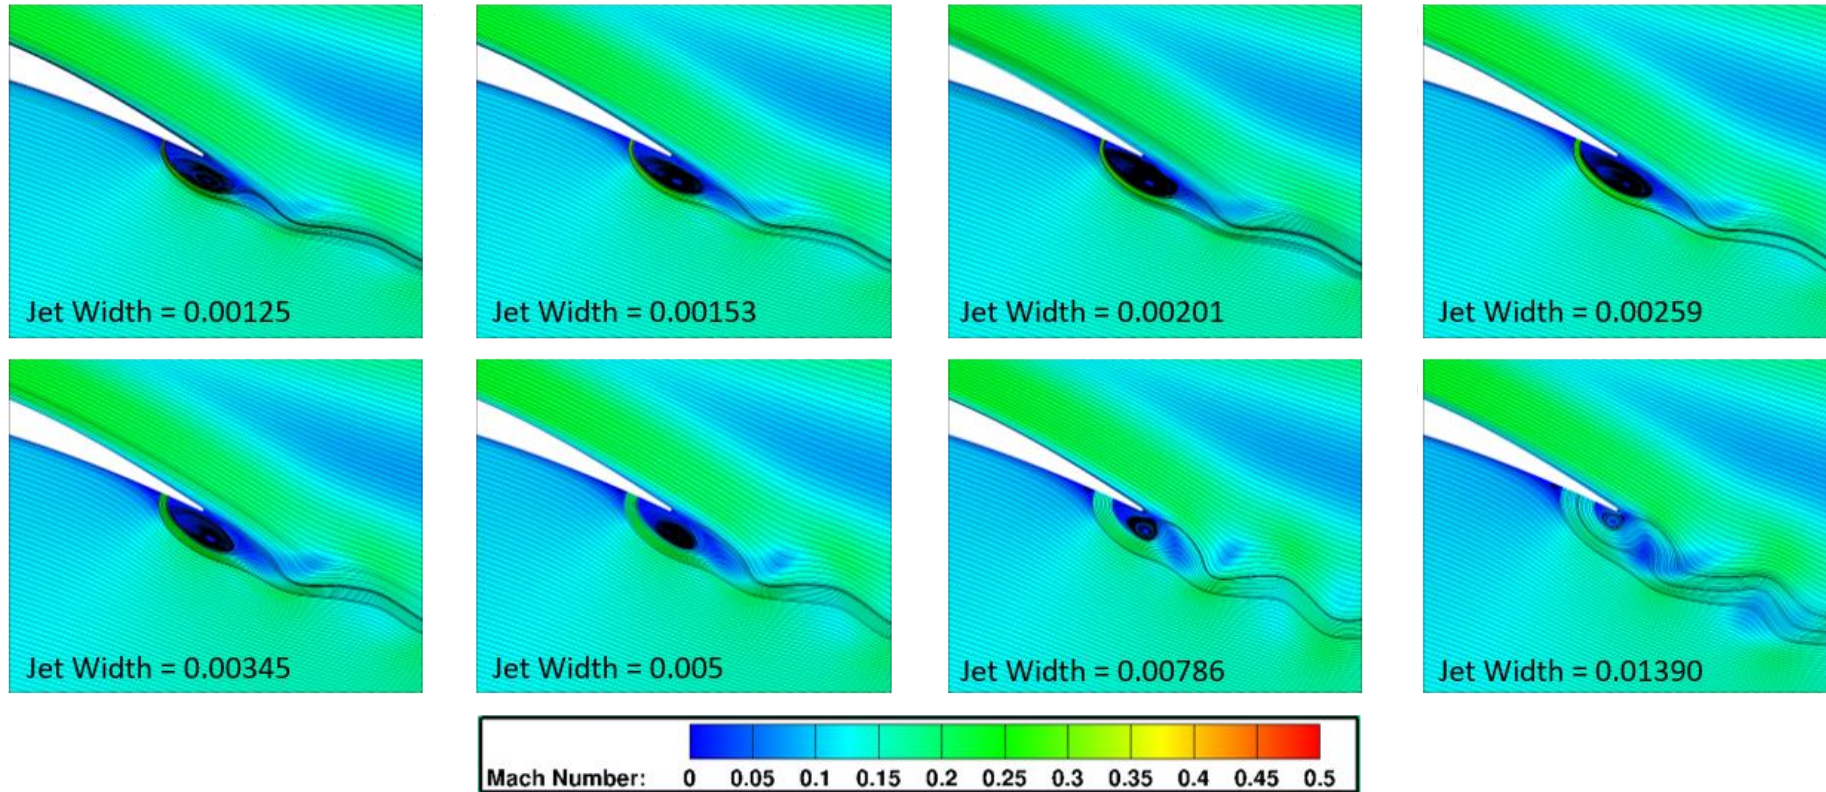 Jet Width = 0.00125
Jet Width = 0.00153
Jet Width = 0.00201
Jet Width = 0.00259
Jet Width = 0.00345
Jet Width = 0.005
Jet Width = 0.00786
Jet Width = 0.01390
Mach Number: 0 0.05 0.1 0.15 0.2 0.25 0.3 0.35 0.4 0.45 0.5